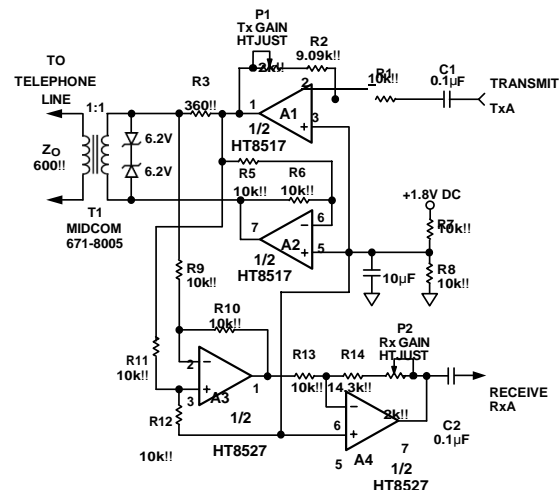 P1
Tx GAIN
HTJUST
2k!!
R2
9.09k!!
TO
TELEPHONE
LINE
1:1
R3
360!!
2
1
A1
3
1/2
HT8517
R1
10k!!
C1
0.1µF
TRANSMIT
TxA
6.2V
6.2V
ZO
600!!
T1
MIDCOM
671-8005
R5
10k!!
R6
10k!!
7
6
A2
5
1/2
HT8517
+1.8V DC
R7
10k!!
R8
10k!!
10µF
R9
10k!!
R10
10k!!
R11
10k!!
2
3
A3
1
1/2
HT8527
R12
10k!!
R13
10k!!
R14
14.3k!!
P2
Rx GAIN
HTJUST
2k!!
6
5
A4
7
1/2
HT8527
C2
0.1µF
RECEIVE
RxA